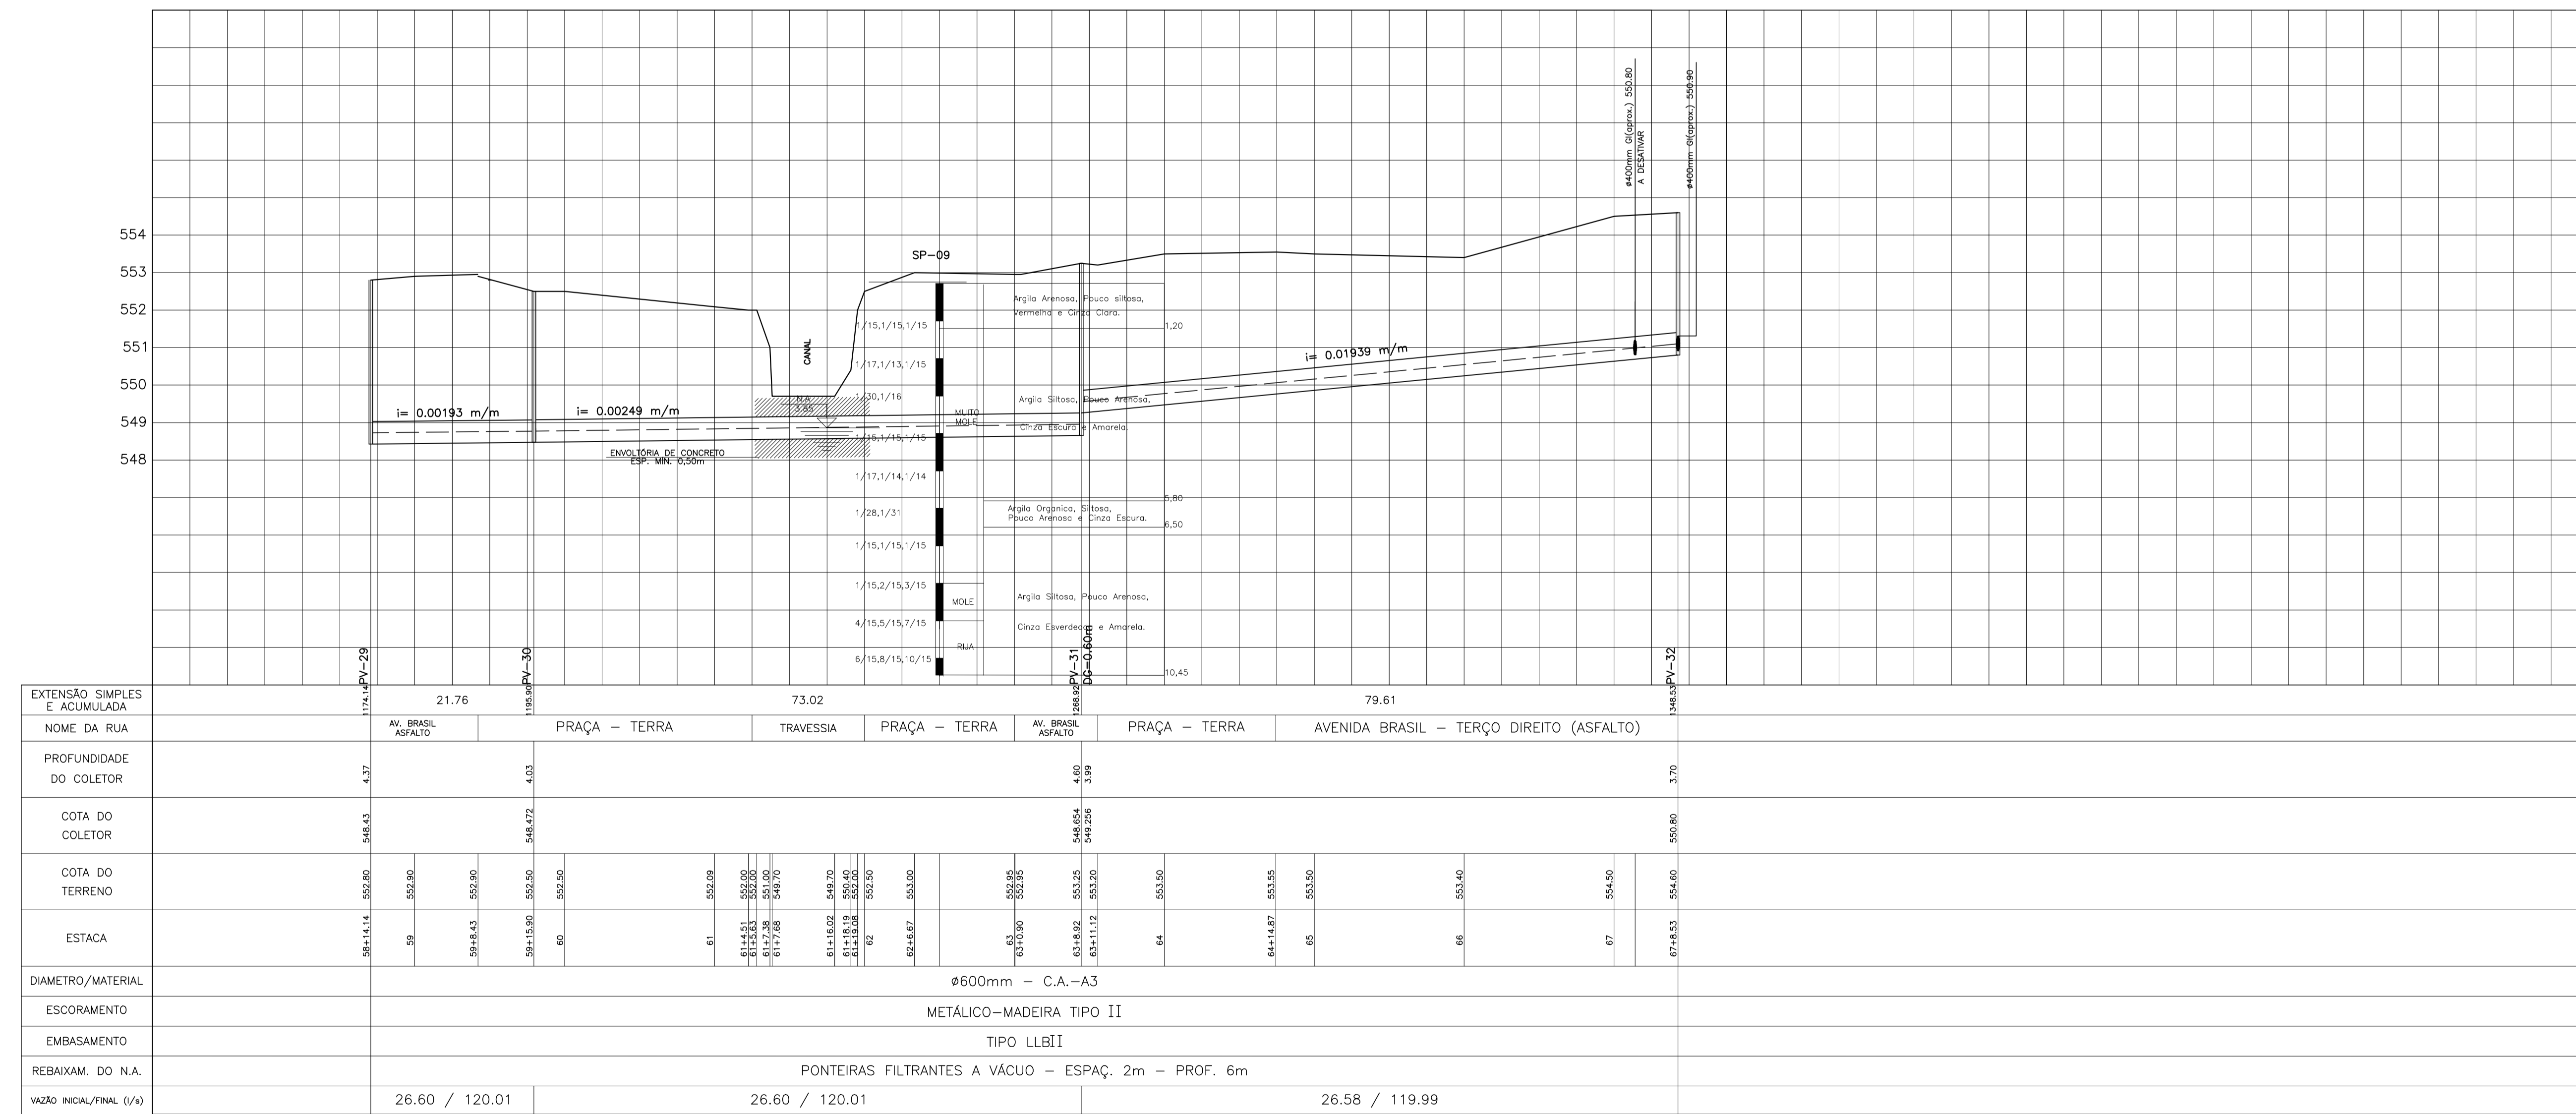 ø400mm GI(aprox.) 550.80
A DESATIVAR
ø400mm GI(aprox.) 550.90
554
553
552
551
550
549
548
SP-09
CANAL
N.A.
3.85
i= 0.00193 m/m
i= 0.00249 m/m
i= 0.01939 m/m
ENVOLTÓRIA DE CONCRETO
ESP. MÍN. 0,50m
1/15,1/15,1/15
1/17,1/13,1/15
1/30,1/16
1/15,1/15,1/15
1/17,1/14,1/14
1/28,1/31
1/15,1/15,1/15
1/15,2/15,3/15
4/15,5/15,7/15
6/15,8/15,10/15
MUITO
MOLE
MOLE
RIJA
Argila Arenosa, Pouco siltosa,
Vermelha e Cinza Clara.
1,20
Argila Siltosa, Pouco Arenosa,
Cinza Escura e Amarela.
5,80
Argila Organica, Siltosa,
Pouco Arenosa e Cinza Escura.
6,50
Argila Siltosa, Pouco Arenosa,
Cinza Esverdeada e Amarela.
10,45
PV-29
PV-30
PV-31
DG=0.60m
PV-32
EXTENSÃO SIMPLES
E ACUMULADA
1174.14
21.76
1195.90
73.02
1268.92
79.61
1348.53
NOME DA RUA
AV. BRASIL
ASFALTO
PRAÇA - TERRA
TRAVESSIA
PRAÇA - TERRA
AV. BRASIL
ASFALTO
PRAÇA - TERRA
AVENIDA BRASIL - TERÇO DIREITO (ASFALTO)
PROFUNDIDADE
DO COLETOR
4.37
4.03
4.60
3.99
3.70
COTA DO
COLETOR
548.43
548.472
548.654
549.256
550.80
COTA DO
TERRENO
552.80
552.90
552.90
552.50
552.50
552.09
552.00
552.00
551.00
549.70
549.70
550.40
552.00
552.50
553.00
552.95
552.95
553.25
553.20
553.50
553.55
553.50
553.40
554.50
554.60
ESTACA
58+14.14
59
59+8.43
59+15.90
60
61
61+4.51
61+5.63
61+7.38
61+7.68
61+16.02
61+18.19
61+19.08
62
62+6.67
63
63+0.90
63+8.92
63+11.12
64
64+14.87
65
66
67
67+8.53
DIAMETRO/MATERIAL
ø600mm - C.A.-A3
ESCORAMENTO
METÁLICO-MADEIRA TIPO II
EMBASAMENTO
TIPO LLBII
REBAIXAM. DO N.A.
PONTEIRAS FILTRANTES A VÁCUO - ESPAÇ. 2m - PROF. 6m
VAZÃO INICIAL/FINAL (l/s)
26.60 / 120.01
26.60 / 120.01
26.58 / 119.99